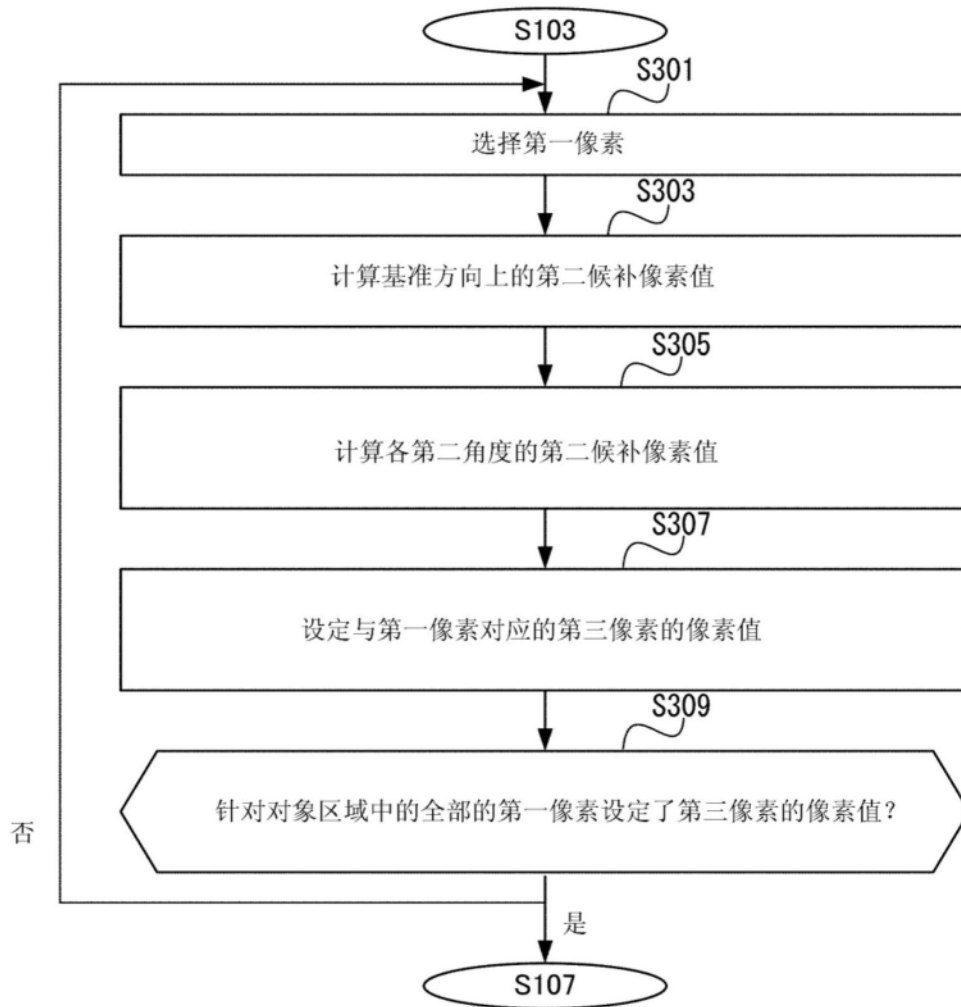 S103
S301
选择第一像素
S303
计算基准方向上的第二候补像素值
S305
计算各第二角度的第二候补像素值
S307
设定与第一像素对应的第三像素的像素值
S309
针对对象区域中的全部的第一像素设定了第三像素的像素值？
否
是
S107